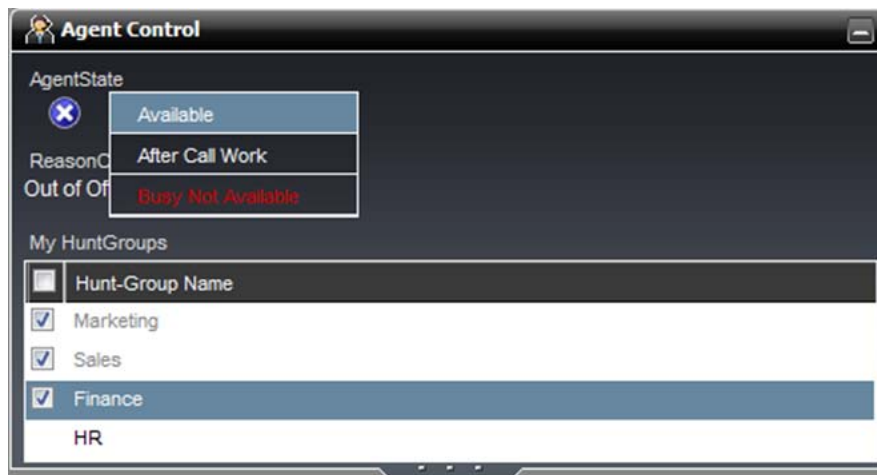 Agent Control
AgentState
Available
After Call Work
ReasonC
Out of Of
Busy Not Available
My HuntGroups
Hunt-Group Name
Marketing
Sales
Finance
HR